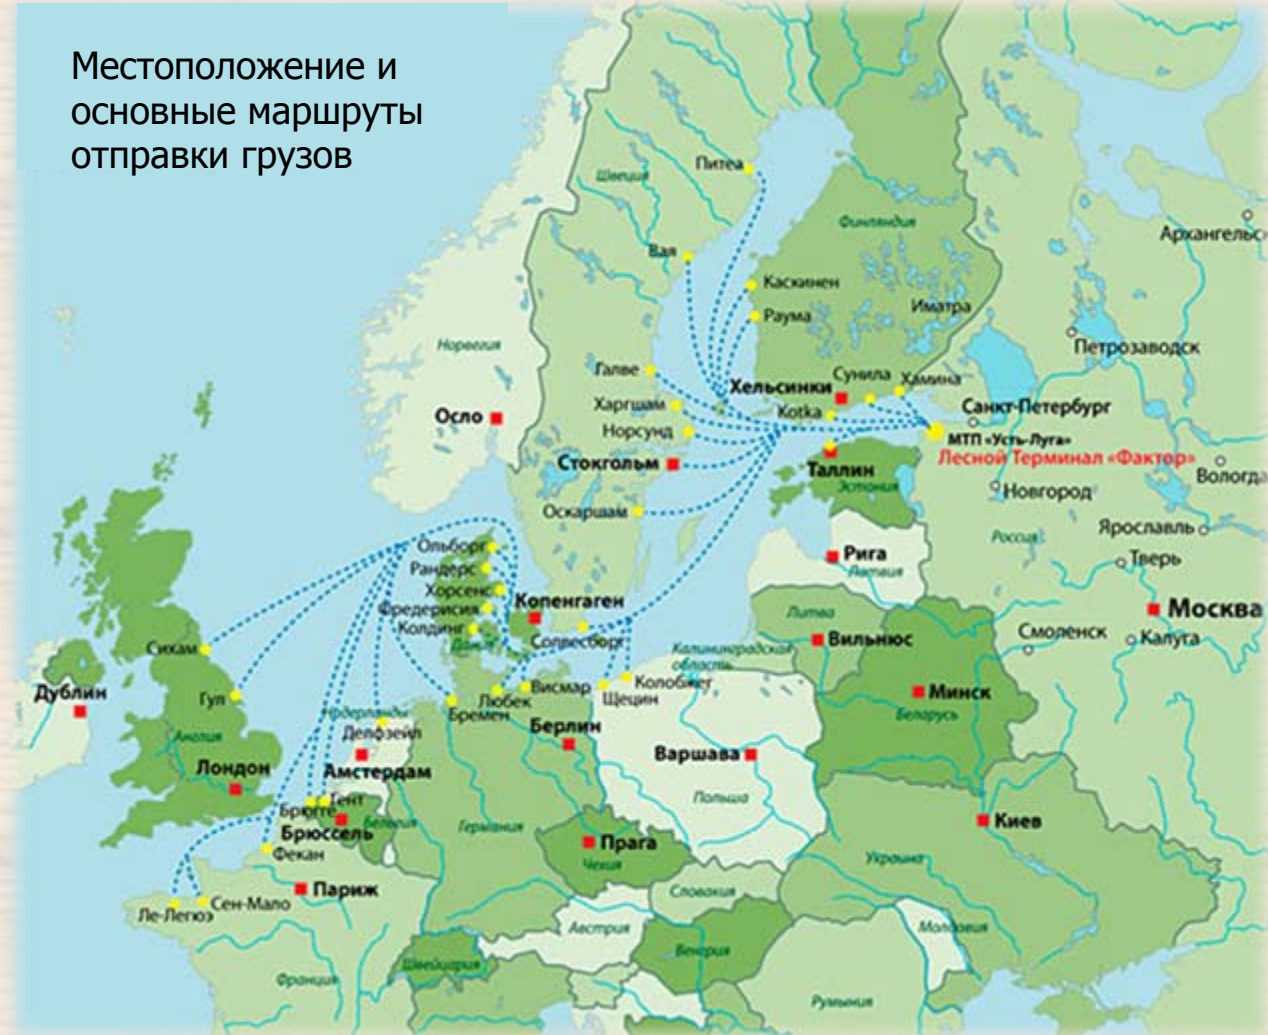 Местоположение и
основные маршруты
отправки грузов
Питеа
Швеция
Финляндия
Архангельс
Вая
Каскинен
Иматра
Раума
Петрозаводск
Норвегия
Галве
Сунила
Хамина
Хельсинки
Харгшам
Kotka
Санкт-Петербург
Осло
Норсунд
МТП «Усть-Луга»
Лесной Терминал «Фактор»
Стокгольм
Таллин
Эстония
Вологда
Новгород
Оскаршам
Ярославль
Россия
Ольборг
Рига
Латвия
Тверь
Рандерс
Хорсенс
Копенгаген
Фредерисия
Москва
Колдинг
Литва
Солвесборг
Вильнюс
Смоленск
Калуга
Дания
Сихам
Калининградская
область
Дублин
Колобжег
Гул
Висмар
Щецин
Любек
Минск
Бремен
Беларусь
Нидерланды
Делфзейл
Берлин
Англия
Варшава
Лондон
Амстердам
Польша
Гент
Брюгге
Бельгия
Брюссель
Германия
Киев
Прага
Фекан
Чехия
Украина
Париж
Словакия
Сен-Мало
Ле-Легюэ
Австрия
Молдавия
Венгрия
Швейцария
Франция
Румыния